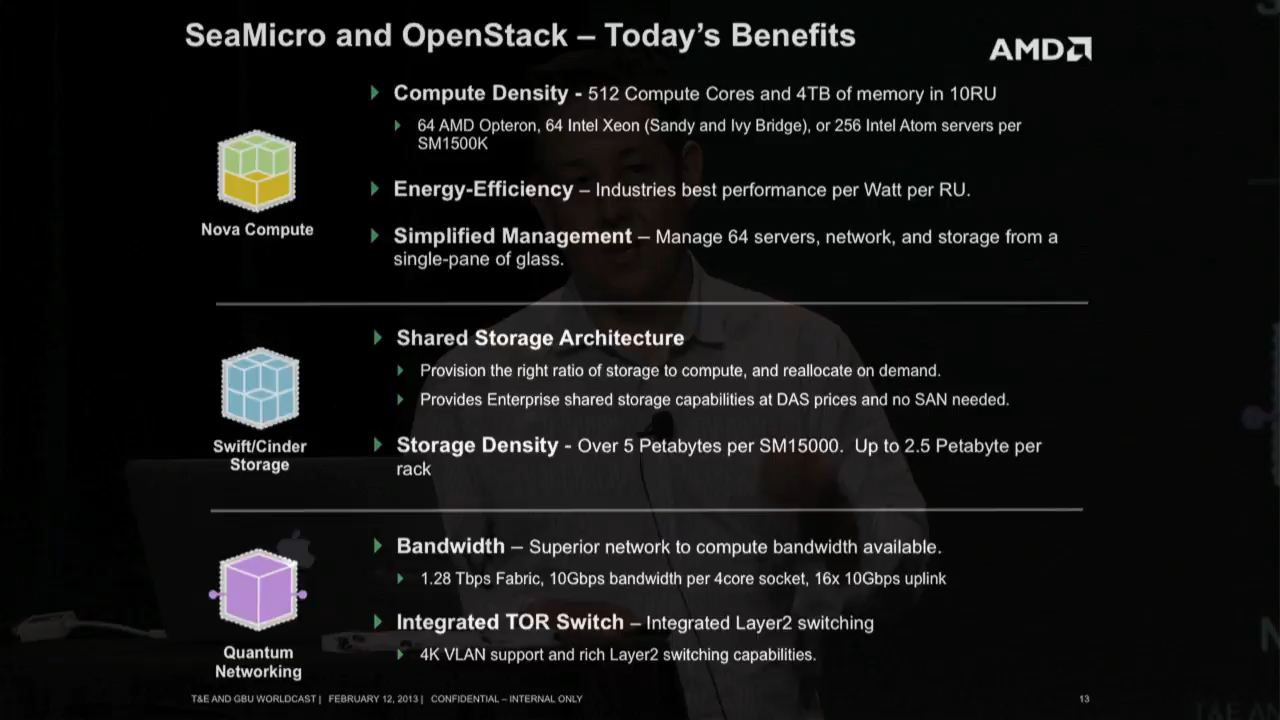 SeaMicro and OpenStack – Today's Benefits
AMD
Compute Density - 512 Compute Cores and 4TB of memory in 10RU
64 AMD Opteron, 64 Intel Xeon (Sandy and Ivy Bridge), or 256 Intel Atom servers per
SM1500K
Energy-Efficiency – Industries best performance per Watt per RU.
Simplified Management – Manage 64 servers, network, and storage from a
single-pane of glass.
Nova Compute
Shared Storage Architecture
Provision the right ratio of storage to compute, and reallocate on demand.
Provides Enterprise shared storage capabilities at DAS prices and no SAN needed.
Storage Density - Over 5 Petabytes per SM15000. Up to 2.5 Petabyte per
rack
Swift/Cinder
Storage
Bandwidth – Superior network to compute bandwidth available.
1.28 Tbps Fabric, 10Gbps bandwidth per 4core socket, 16x 10Gbps uplink
Integrated TOR Switch – Integrated Layer2 switching
4K VLAN support and rich Layer2 switching capabilities.
Quantum
Networking
T&E AND GBU WORLDCAST | FEBRUARY 12, 2013 | CONFIDENTIAL – INTERNAL ONLY
13